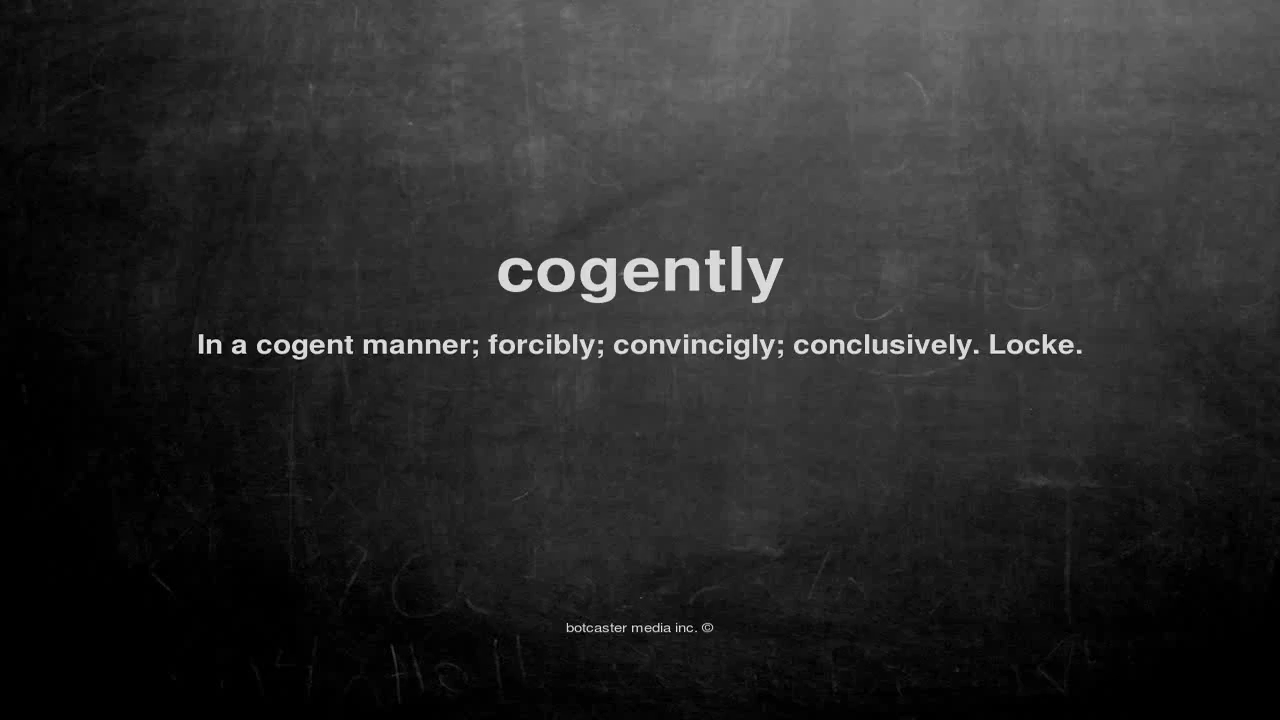 cogently
In a cogent manner; forcibly; convincigly; conclusively. Locke.
botcaster media inc. ©